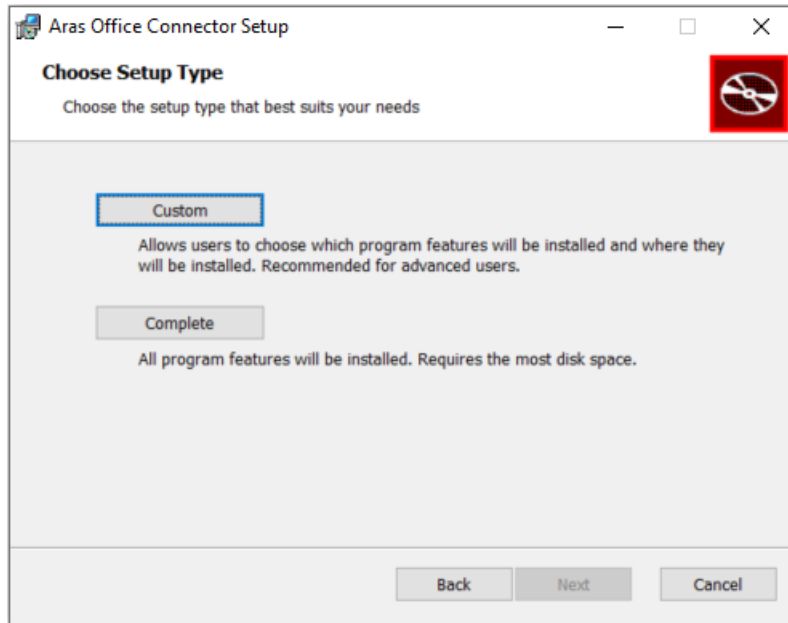 Aras Office Connector Setup
Choose Setup Type
Choose the setup type that best suits your needs
Custom
Allows users to choose which program features will be installed and where they
will be installed. Recommended for advanced users.
Complete
All program features will be installed. Requires the most disk space.
Back
Next
Cancel